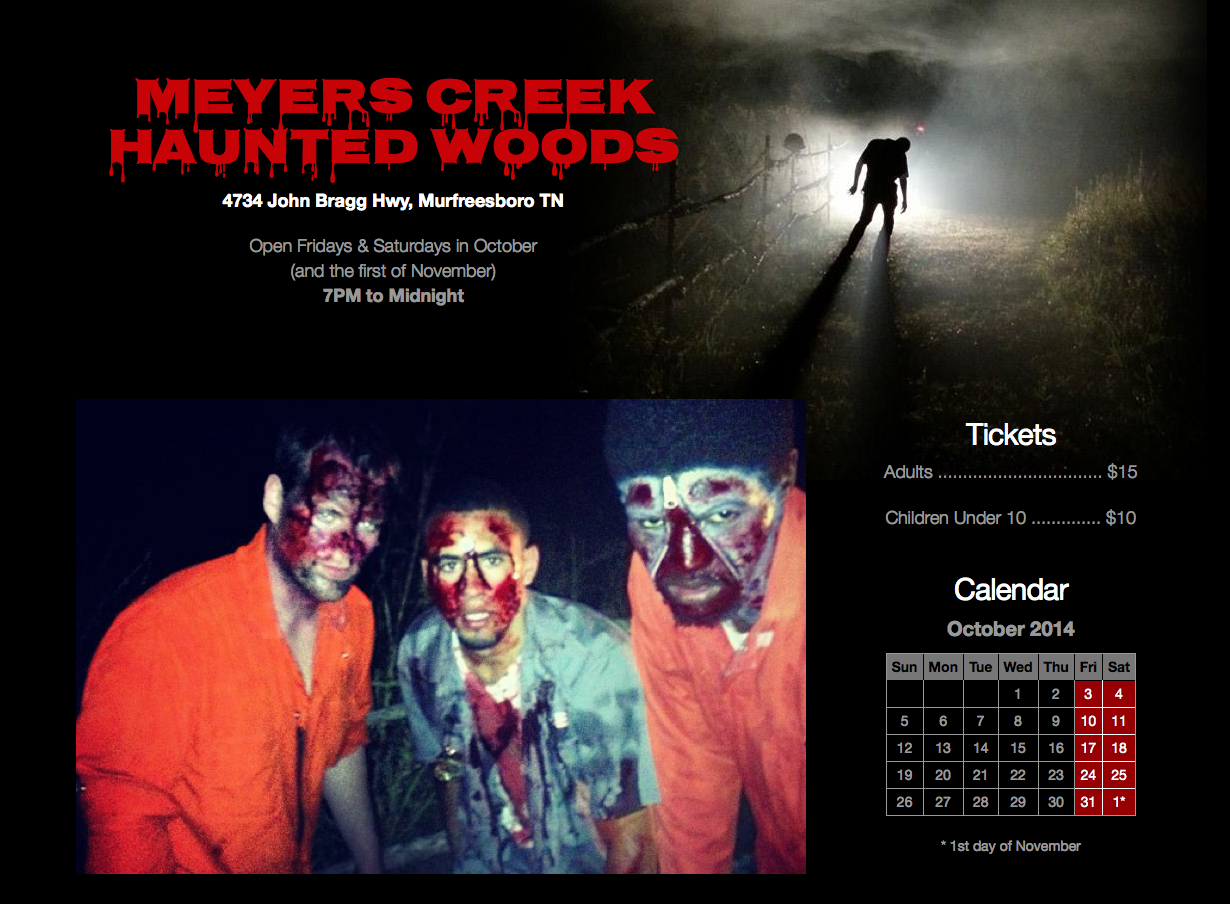 MEYERS CREEK
HAUNTED WOODS
4734 John Bragg Hwy, Murfreesboro TN
Open Fridays & Saturdays in October
(and the first of November)
7PM to Midnight
Tickets
Adults ................................. $15
Children Under 10 .............. $10
Calendar
October 2014
Sun Mon Tue Wed Thu Fri Sat
1 2 3 4
5 6 7 8 9 10 11
12 13 14 15 16 17 18
19 20 21 22 23 24 25
26 27 28 29 30 31 1*
* 1st day of November